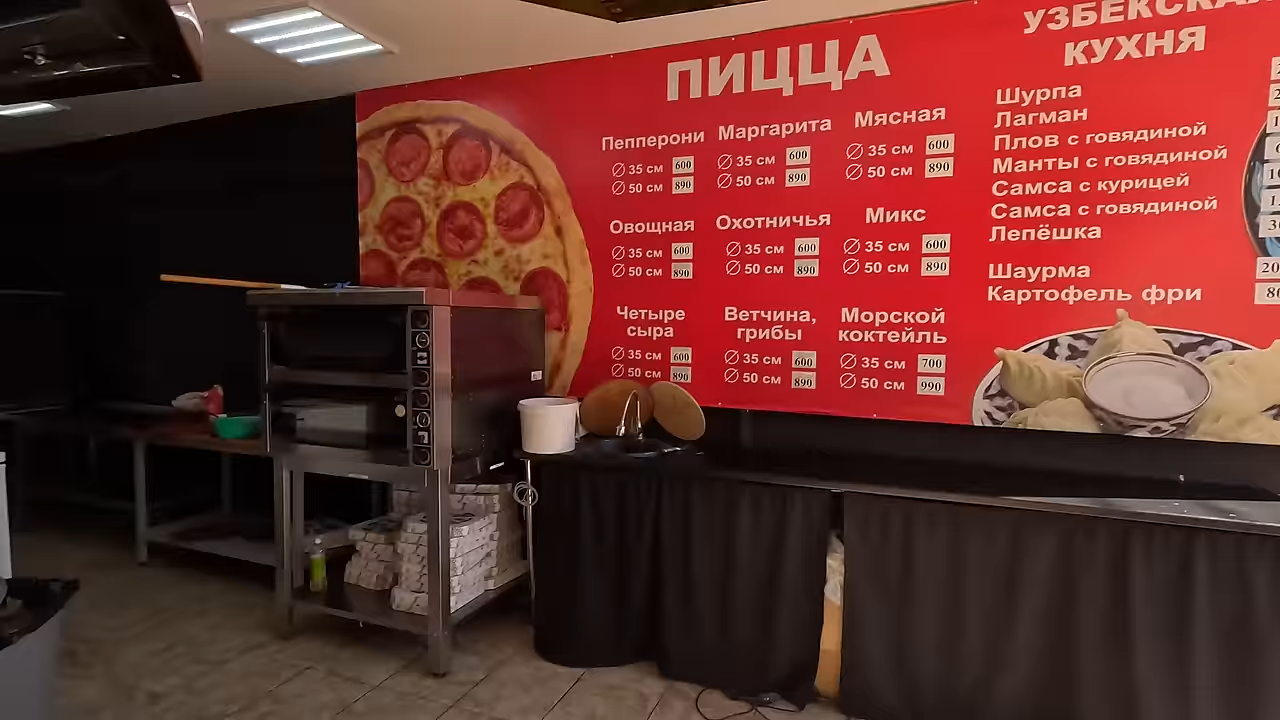 ПИЦЦА
Пепперони
Ø 35 см 600
Ø 50 см 890
Маргарита
Ø 35 см 600
Ø 50 см 890
Мясная
Ø 35 см 600
Ø 50 см 890
Овощная
Ø 35 см 600
Ø 50 см 890
Охотничья
Ø 35 см 600
Ø 50 см 890
Микс
Ø 35 см 600
Ø 50 см 890
Четыре
сыра
Ø 35 см 600
Ø 50 см 890
Ветчина,
грибы
Ø 35 см 600
Ø 50 см 890
Морской
коктейль
Ø 35 см 700
Ø 50 см 990
УЗБЕКСКАЯ
КУХНЯ
Шурпа
Лагман
Плов с говядиной
Манты с говядиной
Самса с курицей
Самса с говядиной
Лепёшка
Шаурма
Картофель фри